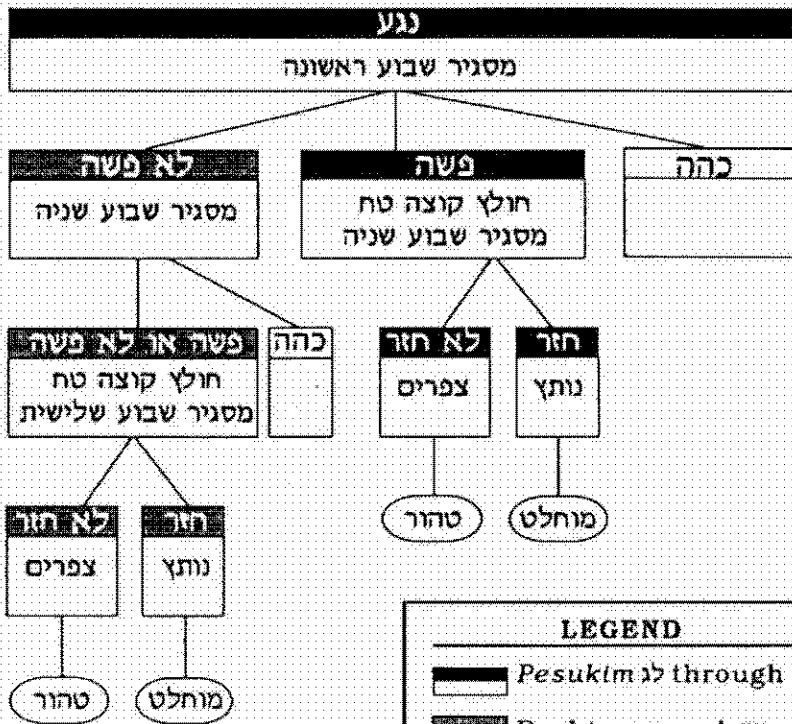 נגע
מסגיר שבוע ראשונה
כהה
פשה
חולץ קוצה טח
מסגיר שבוע שניה
לא פשה
מסגיר שבוע שניה
חזר
נותץ
לא חזר
צפרים
כהה
פשה או לא פשה
חולץ קוצה טח
מסגיר שבוע שלישית
מוחלט
טהור
חזר
נותץ
לא חזר
צפרים
מוחלט
טהור
LEGEND
Pesukim לג through